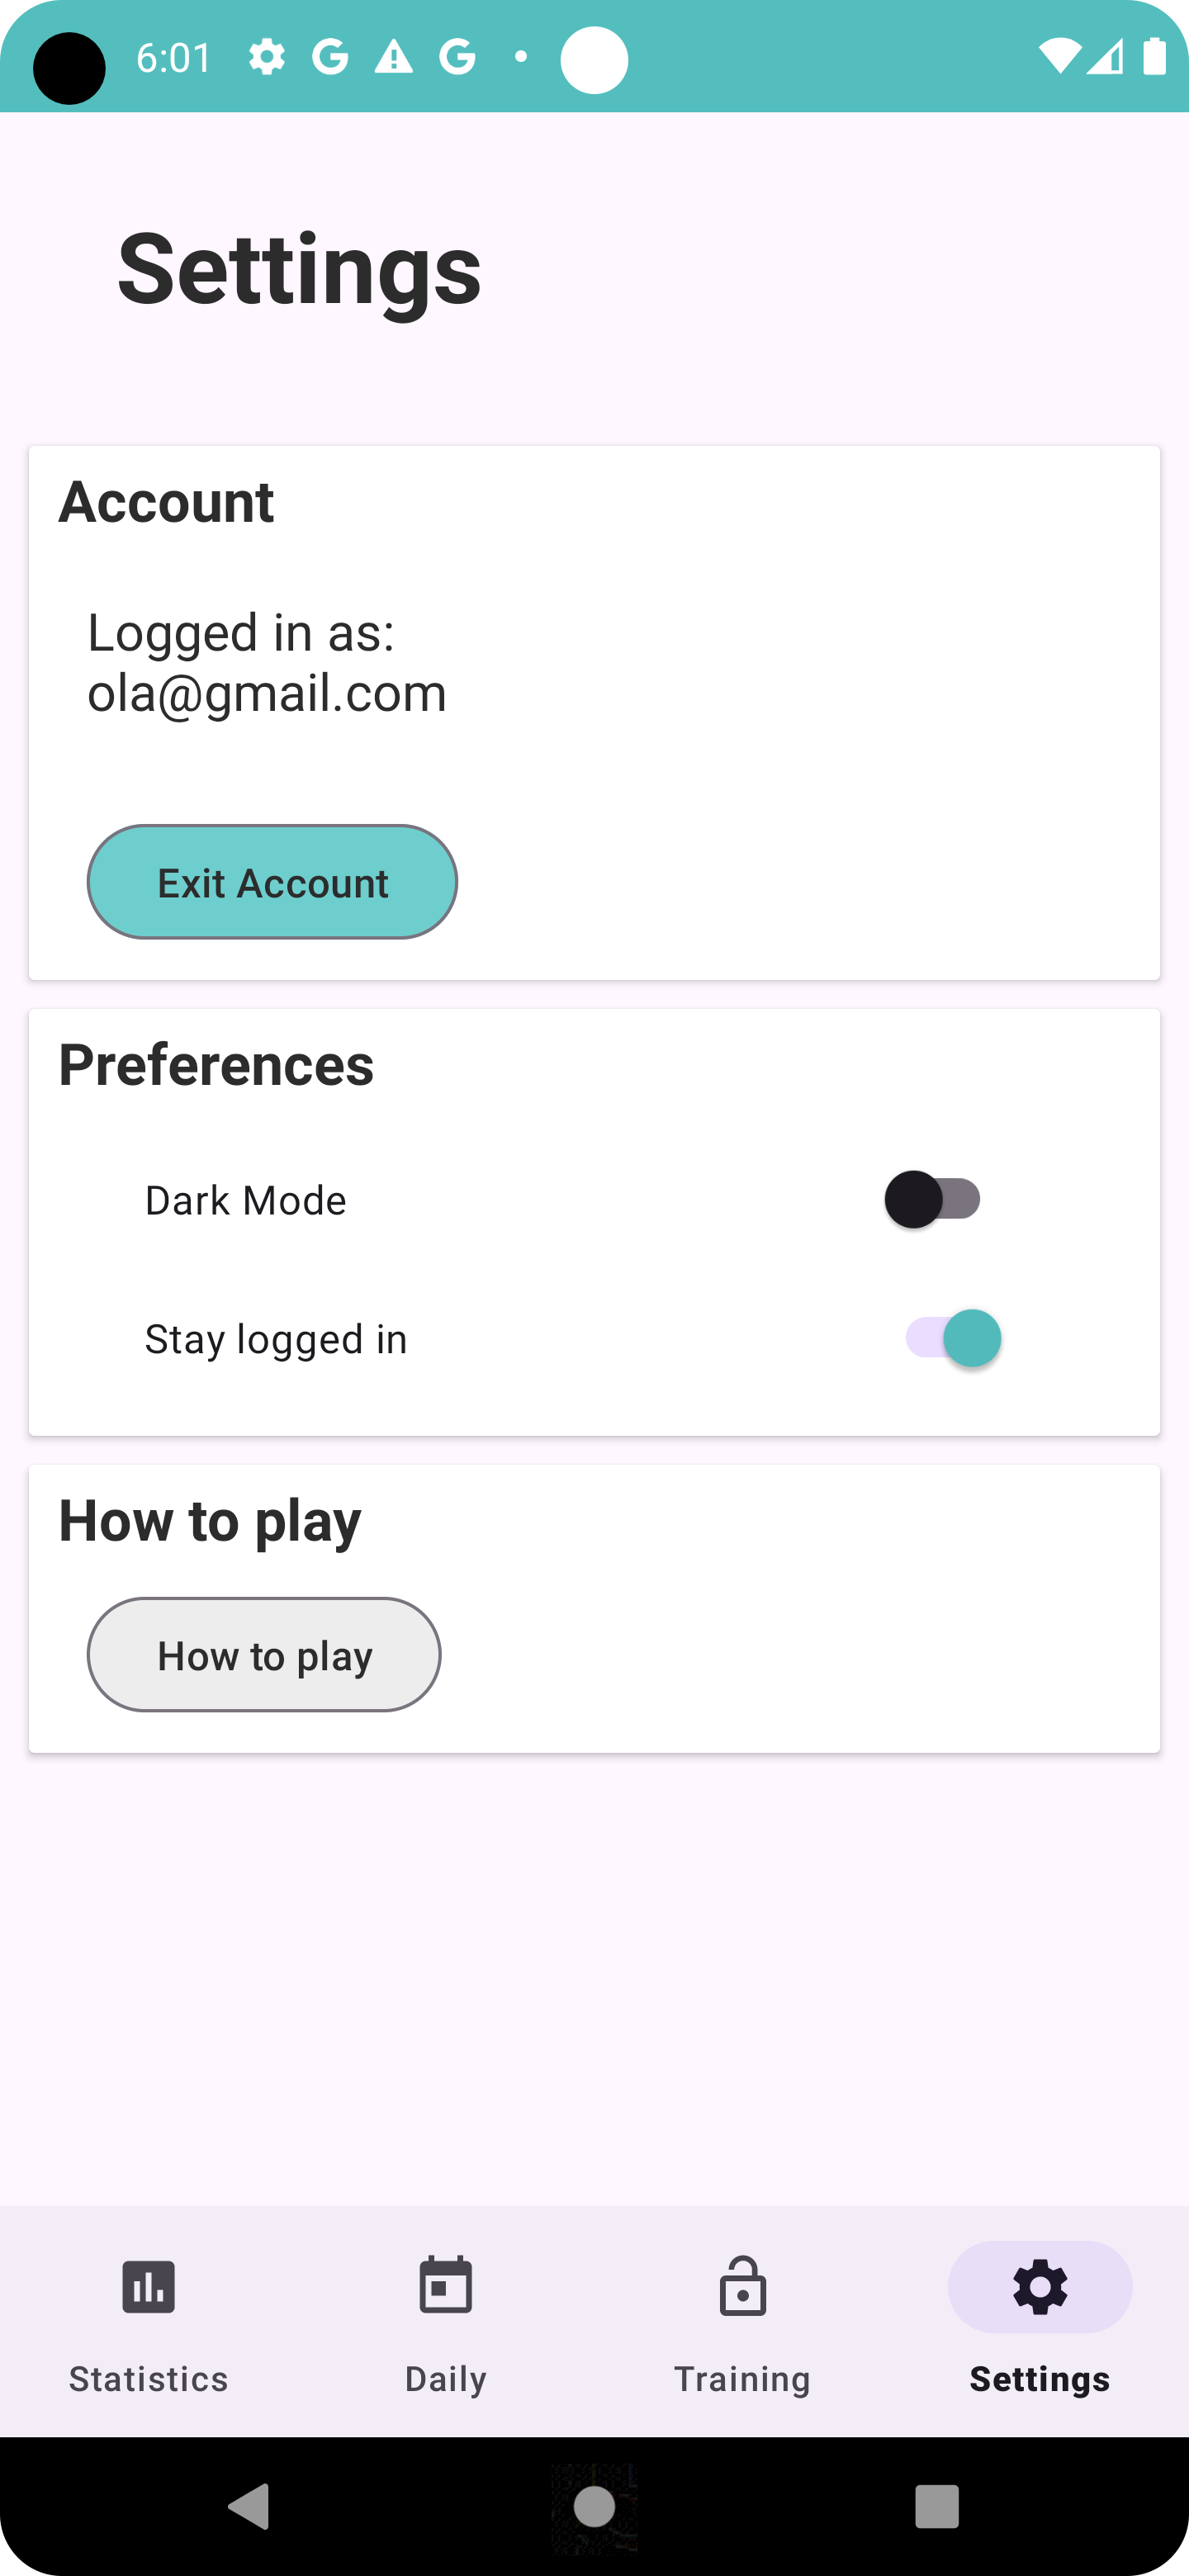 6:01
Settings
Account
Logged in as:
ola@gmail.com
Exit Account
Preferences
Dark Mode
Stay logged in
How to play
How to play
Statistics
Daily
Training
Settings